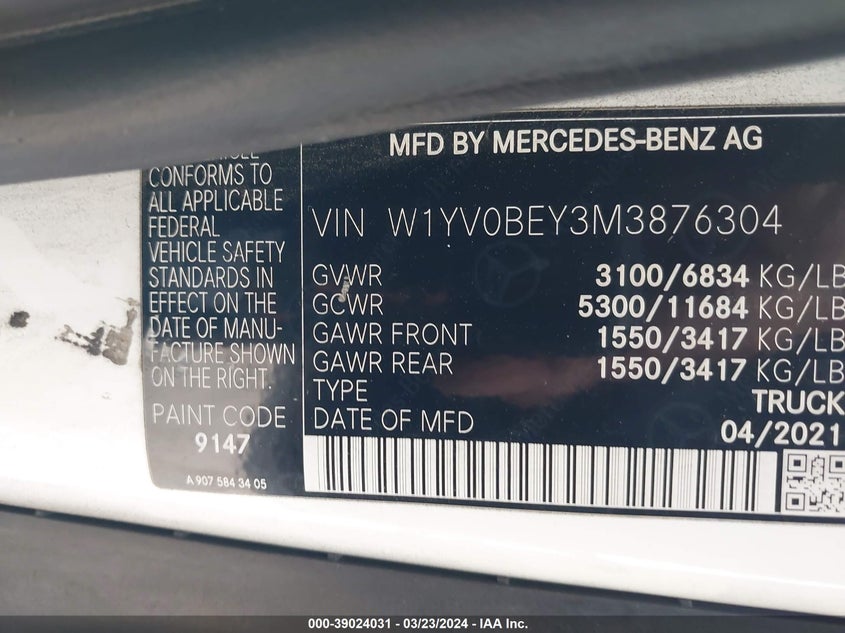 MFD BY MERCEDES-BENZ AG
CONFORMS TO
ALL APPLICABLE
FEDERAL
VEHICLE SAFETY
STANDARDS IN
EFFECT ON THE
DATE OF MANU-
FACTURE SHOWN
ON THE RIGHT.
PAINT CODE
9147
A 907 584 34 05
VIN W1YV0BEY3M3876304
GVWR 3100/6834 KG/LB
GCWR 5300/11684 KG/LB
GAWR FRONT 1550/3417 KG/LB
GAWR REAR 1550/3417 KG/LB
TYPE TRUCK
DATE OF MFD 04/2021
000-39024031 - 03/23/2024 - IAA Inc.